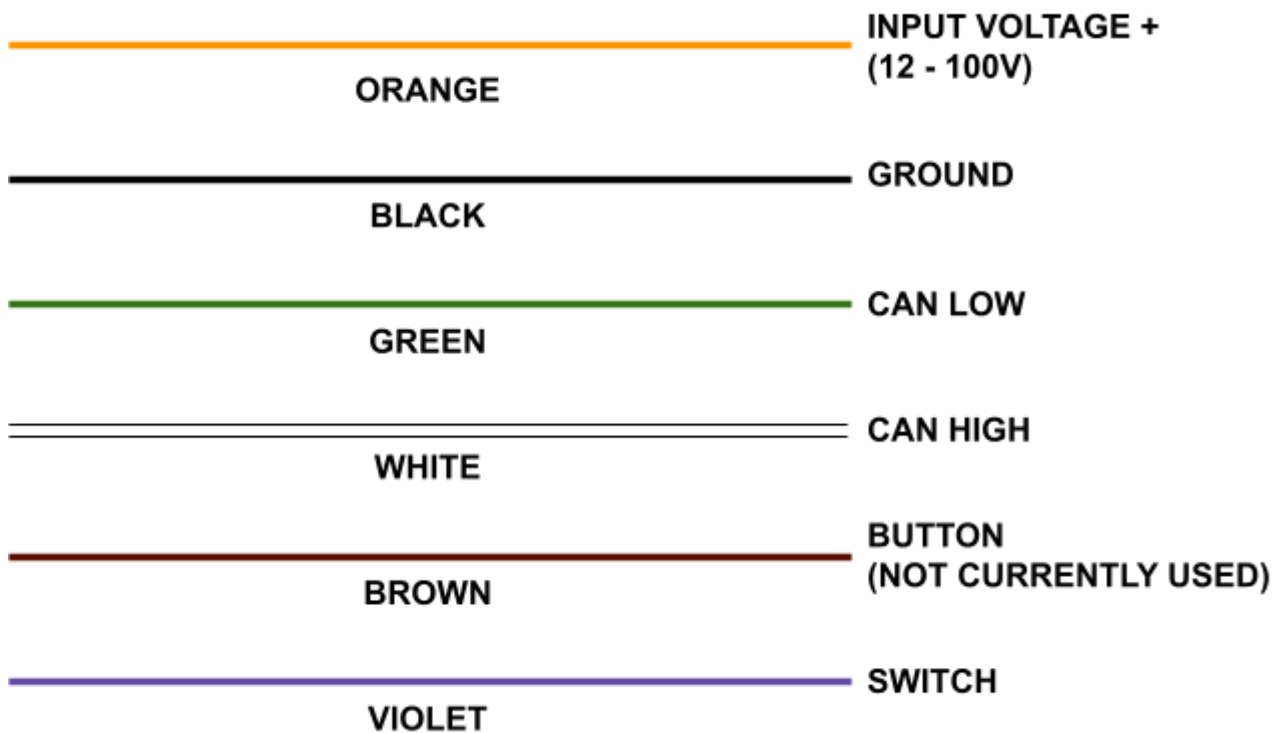 INPUT VOLTAGE +
(12 - 100V)
ORANGE
GROUND
BLACK
CAN LOW
GREEN
CAN HIGH
WHITE
BUTTON
(NOT CURRENTLY USED)
BROWN
SWITCH
VIOLET